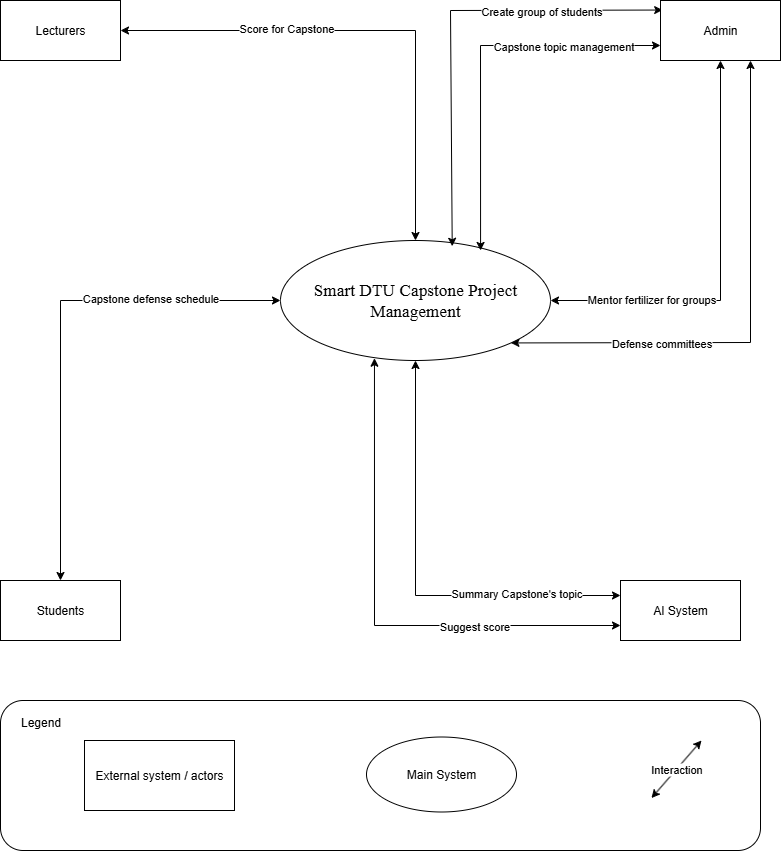 Create group of students
Lecturers
Score for Capstone
Admin
Capstone topic management
Smart DTU Capstone Project
Management
Capstone defense schedule
Mentor fertilizer for groups
Defense committees
Summary Capstone's topic
Students
AI System
Suggest score
Legend
External system / actors
Main System
Interaction